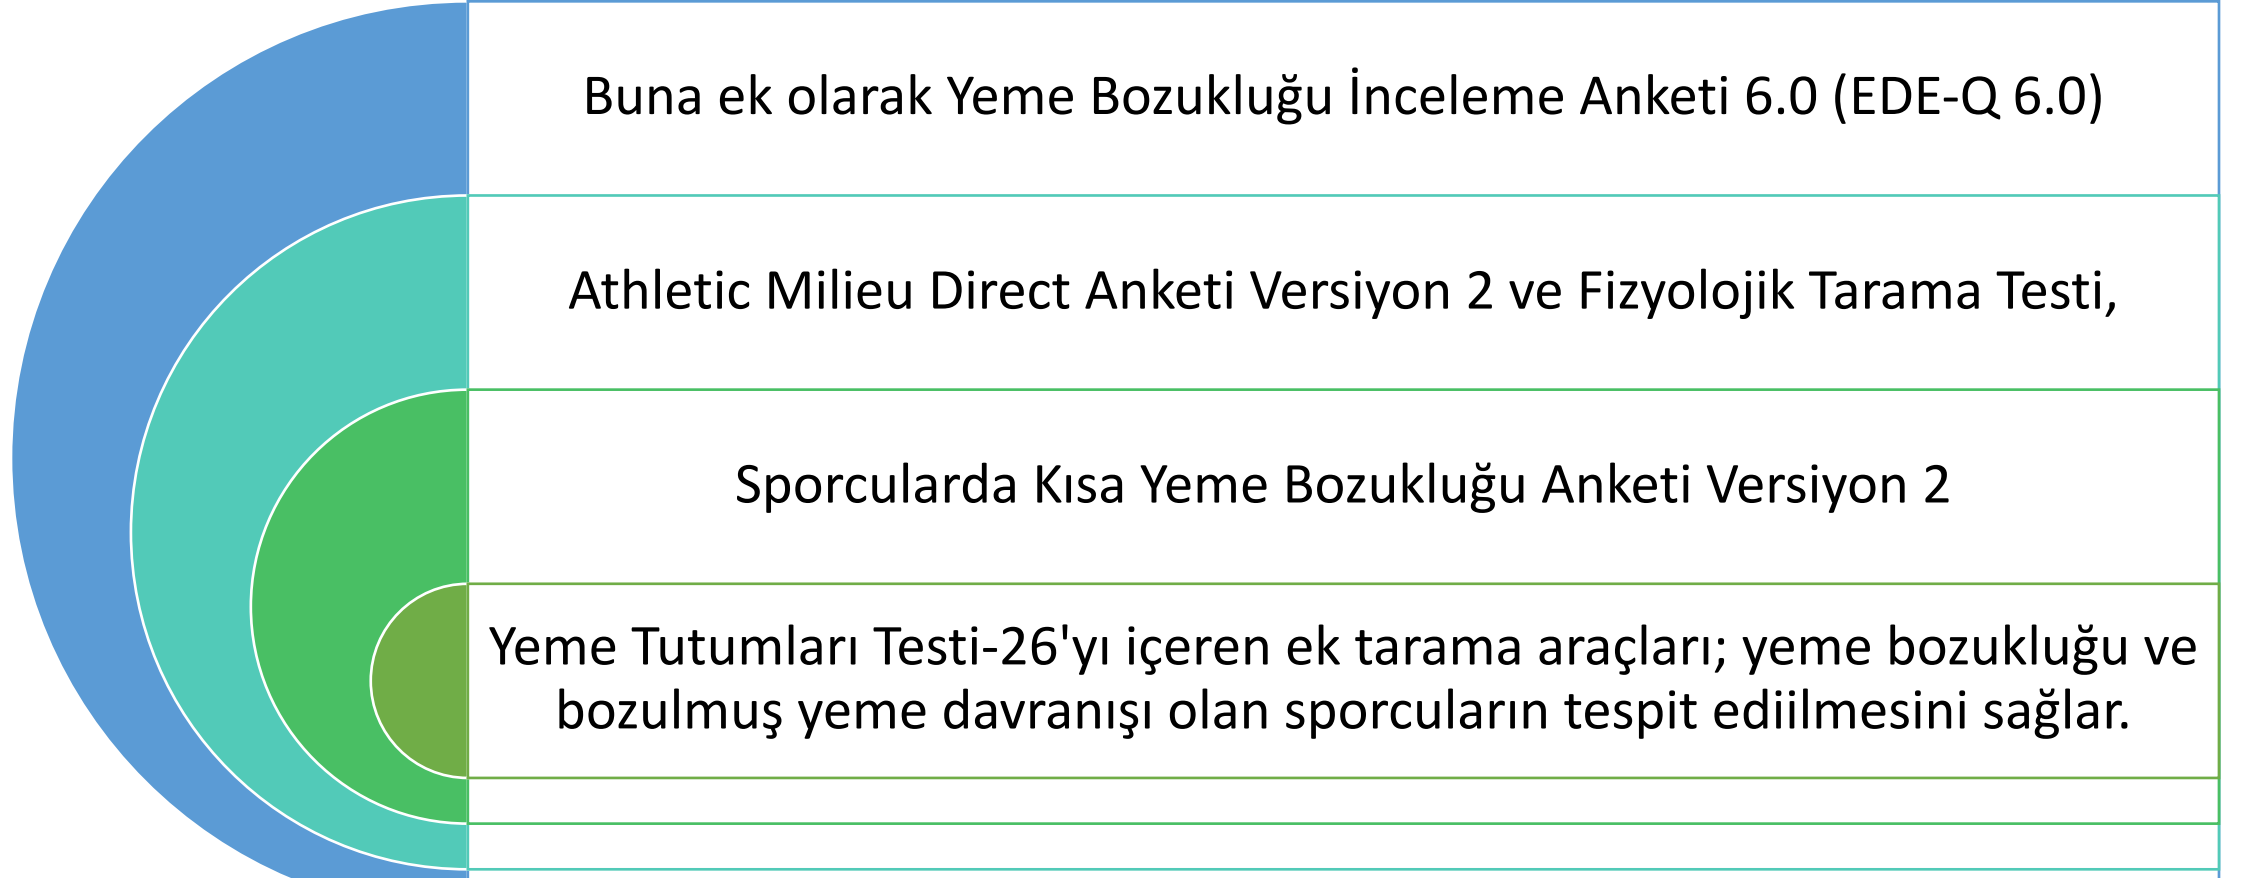 Buna ek olarak Yeme Bozukluğu İnceleme Anketi 6.0 (EDE-Q 6.0)
Athletic Milieu Direct Anketi Versiyon 2 ve Fizyolojik Tarama Testi,
Sporcularda Kısa Yeme Bozukluğu Anketi Versiyon 2
Yeme Tutumları Testi-26'yı içeren ek tarama araçları; yeme bozukluğu ve
bozulmuş yeme davranışı olan sporcuların tespit ediilmesini sağlar.